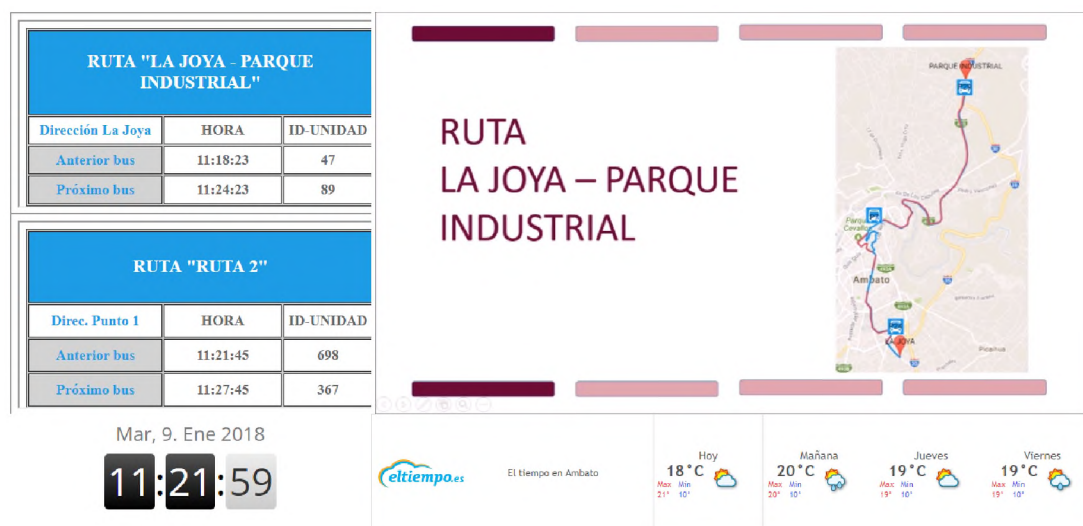 RUTA "LA JOYA - PARQUE
INDUSTRIAL"
Dirección La Joya HORA ID-UNIDAD
Anterior bus 11:18:23 47
Próximo bus 11:24:23 89
RUTA "RUTA 2"
Direc. Punto 1 HORA ID-UNIDAD
Anterior bus 11:21:45 698
Próximo bus 11:27:45 367
Mar, 9. Ene 2018
11:21:59
RUTA
LA JOYA – PARQUE
INDUSTRIAL
PARQUE INDUSTRIAL
Parque
Cevallos
Ambato
LA JOYA
Picaihua
eltiempo.es
El tiempo en Ambato
Hoy
18°C
Max Min
21° 10°
Mañana
20°C
Max Min
20° 10°
Jueves
19°C
Max Min
19° 10°
Viernes
19°C
Max Min
19° 10°